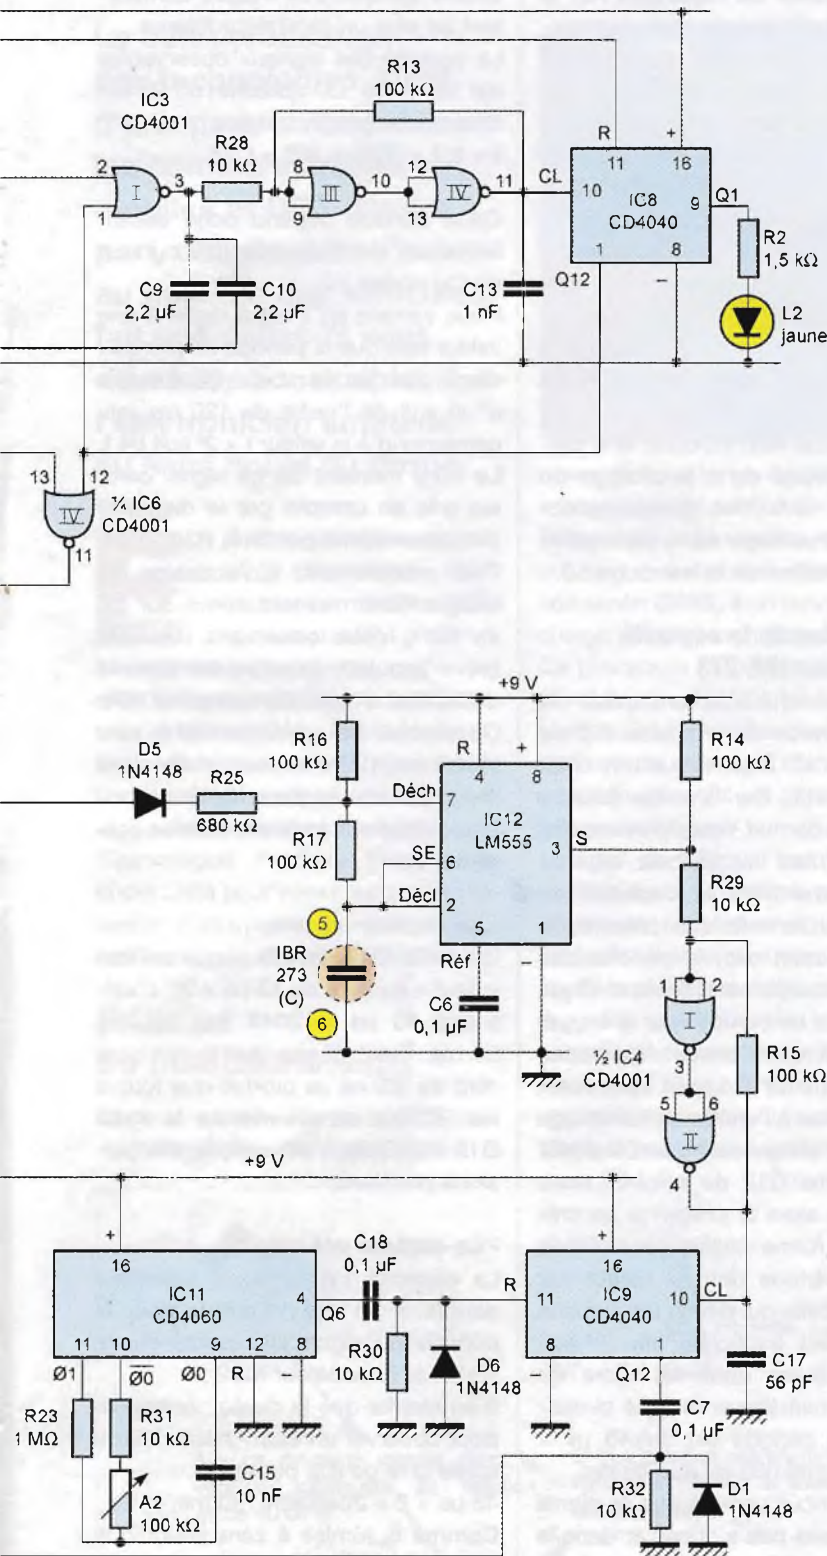 R13
100 kΩ
IC3
CD4001
R28
10 kΩ
R
+
11
16
2
I
3
8
III
10
12
IV
11
CL
10
IC8
CD4040
9
Q1
1
9
13
1
8
R2
1,5 kΩ
C9
2,2 µF
C10
2,2 µF
C13
1 nF
Q12
–
L2
jaune
13
12
IV
¼ IC6
CD4001
11
+9 V
R16
100 kΩ
R
+
R14
100 kΩ
D5
1N4148
R25
680 kΩ
4
8
Déch
7
IC12
LM555
3
S
R17
100 kΩ
SE
6
R29
10 kΩ
Décl
2
5
1
5
IBR
273
(C)
Réf
–
6
C6
0,1 µF
1
2
I
½ IC4
CD4001
3
R15
100 kΩ
5
6
II
4
+9 V
+
C18
0,1 µF
+
16
16
IC11
CD4060
4
Q6
R
11
IC9
CD4040
10
CL
11
10
9
12
8
8
Ø1
Ø0
Ø0
R
–
R30
10 kΩ
D6
1N4148
–
Q12
C17
56 pF
R23
1 MΩ
R31
10 kΩ
C7
0,1 µF
A2
100 kΩ
C15
10 nF
R32
10 kΩ
D1
1N4148